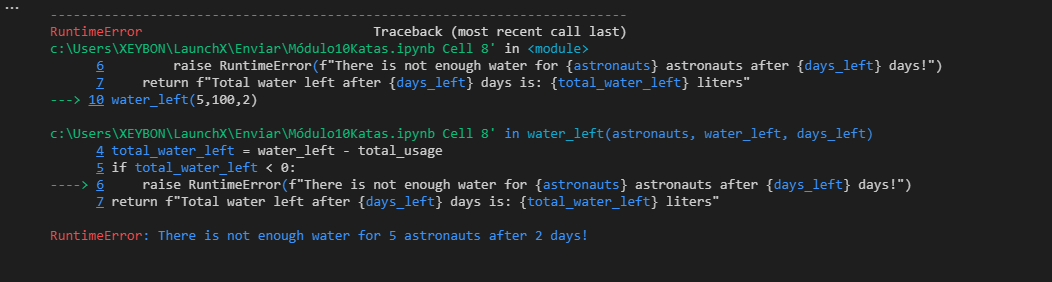 ...
---------------------------------------------------------------------------
RuntimeError                              Traceback (most recent call last)
c:\Users\XEYBON\LaunchX\Enviar\Módulo10Katas.ipynb Cell 8' in <module>
      6         raise RuntimeError(f"There is not enough water for {astronauts} astronauts after {days_left} days!")
      7     return f"Total water left after {days_left} days is: {total_water_left} liters"
---> 10 water_left(5,100,2)

c:\Users\XEYBON\LaunchX\Enviar\Módulo10Katas.ipynb Cell 8' in water_left(astronauts, water_left, days_left)
      4 total_water_left = water_left - total_usage
      5 if total_water_left < 0:
----> 6     raise RuntimeError(f"There is not enough water for {astronauts} astronauts after {days_left} days!")
      7 return f"Total water left after {days_left} days is: {total_water_left} liters"

RuntimeError: There is not enough water for 5 astronauts after 2 days!